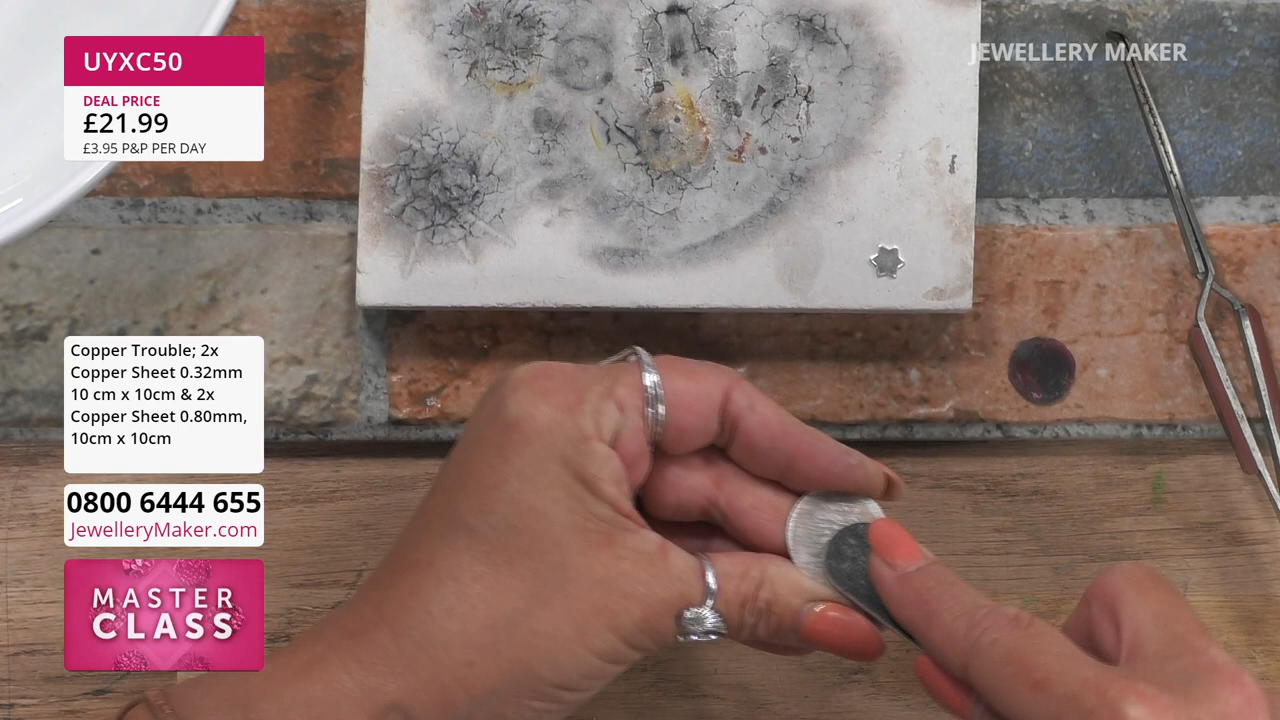 UYXC50
DEAL PRICE
£21.99
£3.95 P&P PER DAY
JEWELLERY MAKER
Copper Trouble; 2x
Copper Sheet 0.32mm
10 cm x 10cm & 2x
Copper Sheet 0.80mm,
10cm x 10cm
0800 6444 655
JewelleryMaker.com
MASTER
CLASS